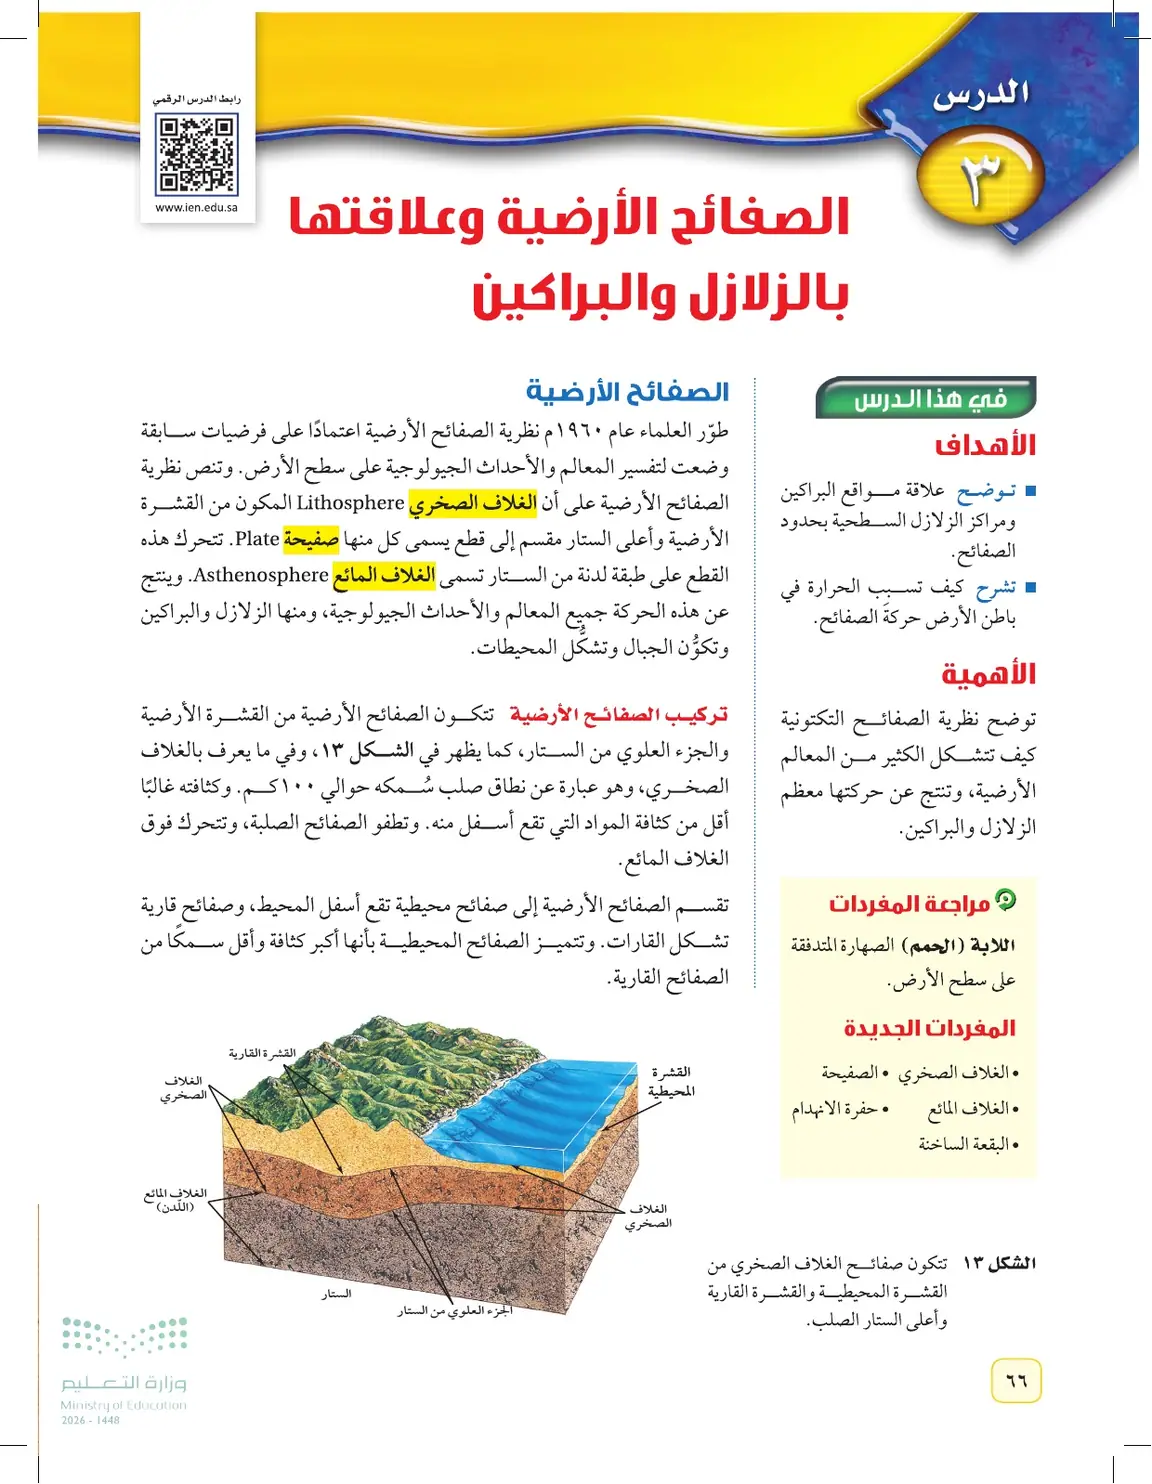 رابط الدرس الرقمي
www.ien.edu.sa
الدرس
٣
الصفائح الأرضية وعلاقتها
بالزلازل والبراكين
في هذا الدرس
الأهداف
■ توضح علاقة مواقع البراكين
ومراكز الزلازل السطحية بحدود
الصفائح.
■ تشرح كيف تسبب الحرارة في
باطن الأرض حركةَ الصفائح.
الأهمية
توضح نظرية الصفائح التكتونية
كيف تتشكل الكثير من المعالم
الأرضية، وتنتج عن حركتها معظم
الزلازل والبراكين.
مراجعة المفردات
اللابة (الحمم) الصهارة المتدفقة
على سطح الأرض.
المفردات الجديدة
• الغلاف الصخري • الصفيحة
• الغلاف المائع • حفرة الانهدام
• البقعة الساخنة
الصفائح الأرضية
طوّر العلماء عام ١٩٦٠م نظرية الصفائح الأرضية اعتمادًا على فرضيات سابقة
وضعت لتفسير المعالم والأحداث الجيولوجية على سطح الأرض. وتنص نظرية
الصفائح الأرضية على أن الغلاف الصخري Lithosphere المكون من القشرة
الأرضية وأعلى الستار مقسم إلى قطع يسمى كل منها صفيحة Plate. تتحرك هذه
القطع على طبقة لدنة من الستار تسمى الغلاف المائع Asthenosphere. وينتج
عن هذه الحركة جميع المعالم والأحداث الجيولوجية، ومنها الزلازل والبراكين
وتكوُّن الجبال وتشكُّل المحيطات.
تركيب الصفائح الأرضية تتكون الصفائح الأرضية من القشرة الأرضية
والجزء العلوي من الستار، كما يظهر في الشكل ١٣، وفي ما يعرف بالغلاف
الصخري، وهو عبارة عن نطاق صلب سُمكه حوالي ١٠٠كم. وكثافته غالبًا
أقل من كثافة المواد التي تقع أسفل منه. وتطفو الصفائح الصلبة، وتتحرك فوق
الغلاف المائع.
تقسم الصفائح الأرضية إلى صفائح محيطية تقع أسفل المحيط، وصفائح قارية
تشكل القارات. وتتميز الصفائح المحيطية بأنها أكبر كثافة وأقل سمكًا من
الصفائح القارية.
القشرة القارية
الغلاف
الصخري
القشرة
المحيطية
الغلاف المائع
(اللّدن)
الغلاف
الصخري
الستار
الجزء العلوي من الستار
الشكل ١٣ تتكون صفائح الغلاف الصخري من
القشرة المحيطية والقشرة القارية
وأعلى الستار الصلب.
وزارة التعليم
Ministry of Education
2026 - 1448
٦٦